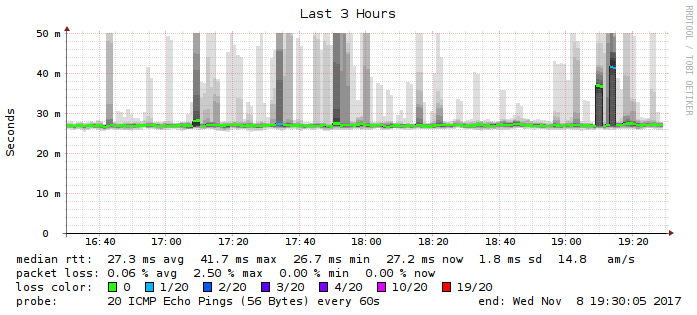 Last 3 Hours
RRDTOOL / TOBI OETIKER
Seconds
50 m
40 m
30 m
20 m
10 m
0
16:40 17:00 17:20 17:40 18:00 18:20 18:40 19:00 19:20
median rtt: 27.3 ms avg 41.7 ms max 26.7 ms min 27.2 ms now 1.8 ms sd 14.8 am/s
packet loss: 0.06 % avg 2.50 % max 0.00 % min 0.00 % now
loss color: 0 1/20 2/20 3/20 4/20 10/20 19/20
probe: 20 ICMP Echo Pings (56 Bytes) every 60s end: Wed Nov 8 19:30:05 2017